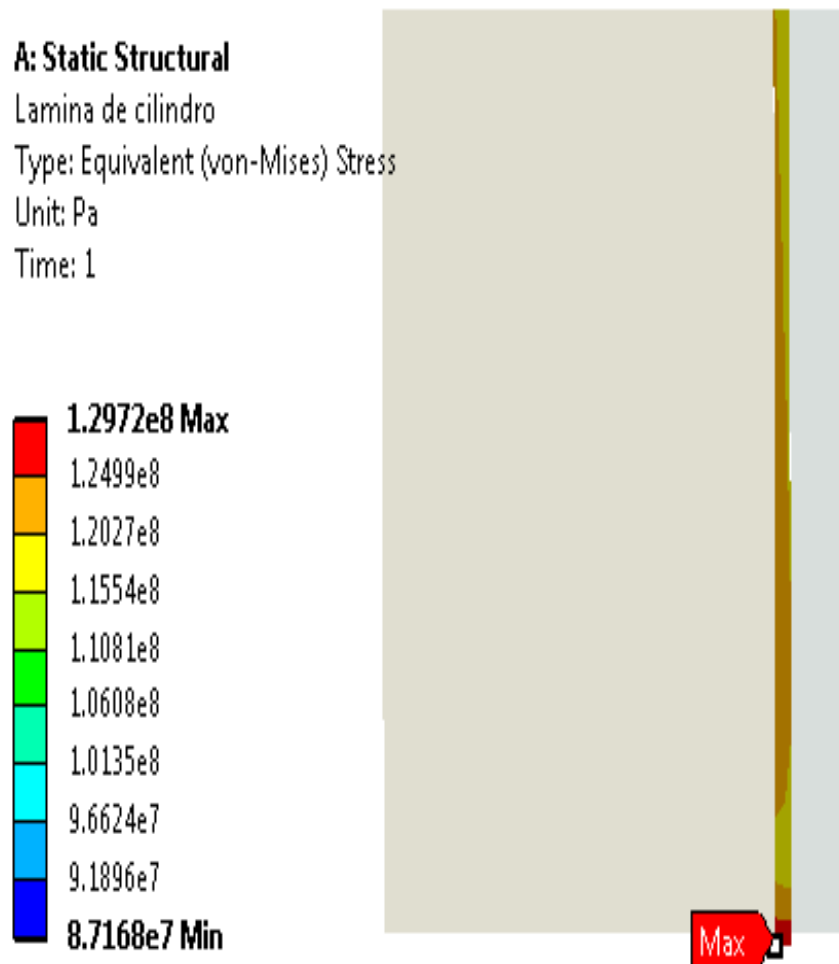 A: Static Structural
Lamina de cilindro
Type: Equivalent (von-Mises) Stress
Unit: Pa
Time: 1
1.2972e8 Max
1.2499e8
1.2027e8
1.1554e8
1.1081e8
1.0608e8
1.0135e8
9.6624e7
9.1896e7
8.7168e7 Min
Max